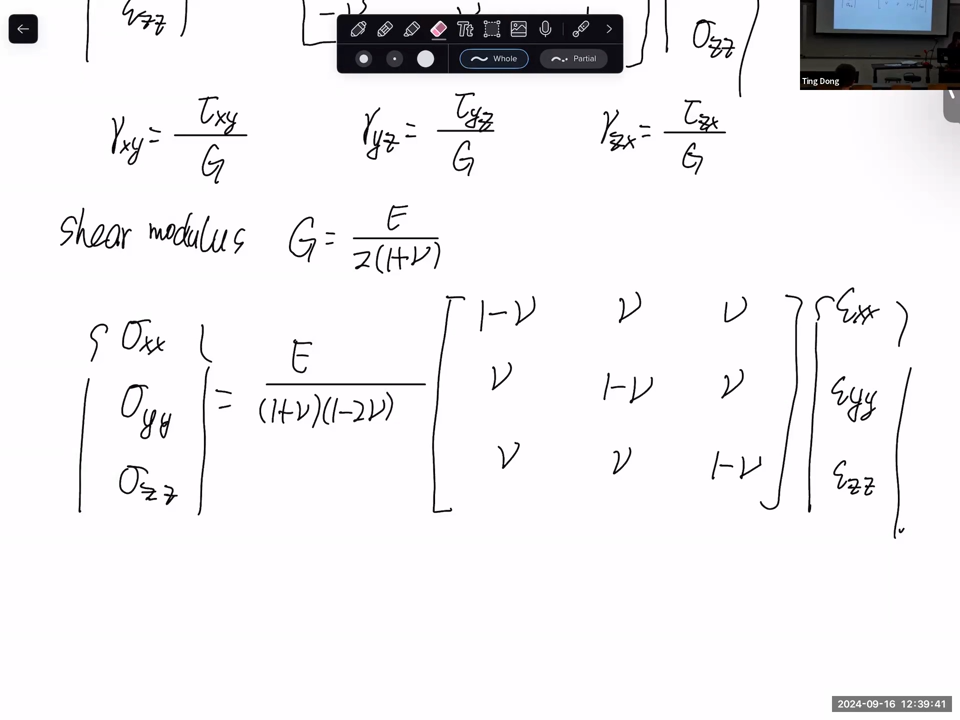 ε_zz
-ν
σ_zz
Whole
Partial
Ting Dong
γ_xy = τ_xy / G    γ_yz = τ_yz / G    γ_zx = τ_zx / G
shear modulus G = E / 2(1+ν)
{σ_xx σ_yy σ_zz} = E / (1+ν)(1-2ν) [1-ν ν ν
ν 1-ν ν
ν ν 1-ν] {ε_xx ε_yy ε_zz}
2024-09-16 12:39:41